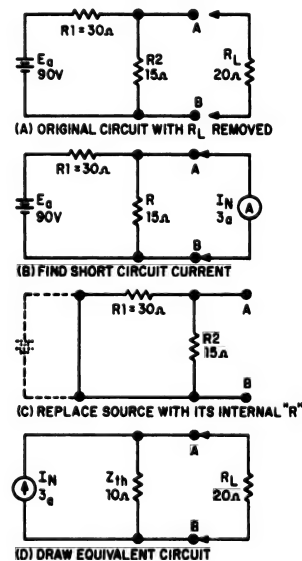 R1=30Ω
A
Ea
90V
R2
15Ω
RL
20Ω
B
(A) ORIGINAL CIRCUIT WITH RL REMOVED
R1=30Ω
A
Ea
90V
R
15Ω
IN
3a
A
B
(B) FIND SHORT CIRCUIT CURRENT
R1=30Ω
A
R2
15Ω
B
(C) REPLACE SOURCE WITH ITS INTERNAL "R"
A
IN
3a
Zth
10Ω
RL
20Ω
B
(D) DRAW EQUIVALENT CIRCUIT